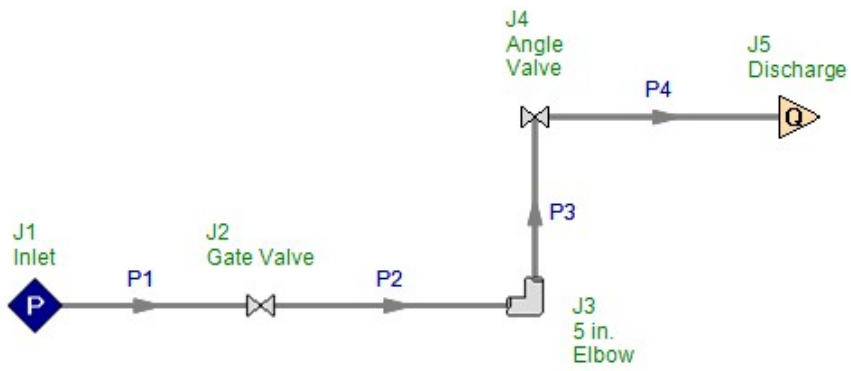 J4
Angle
Valve
J5
Discharge
P4
Q
P3
J1
Inlet
J2
Gate Valve
P1
P2
P
J3
5 in.
Elbow